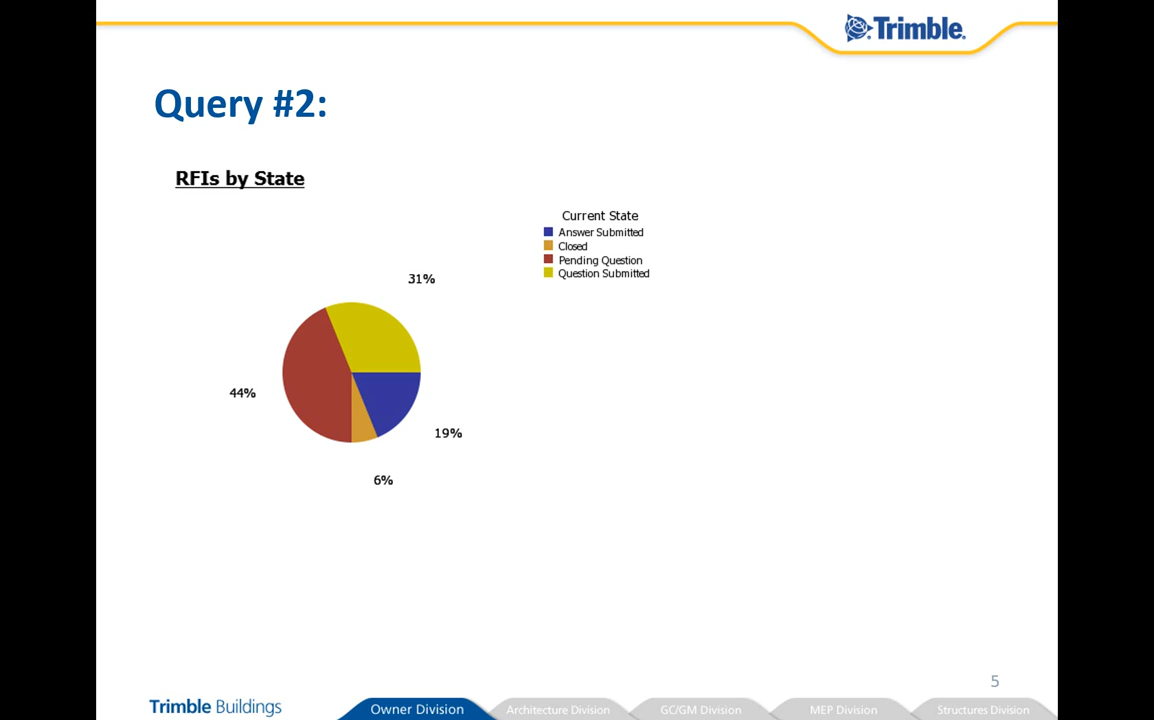 Trimble
Query #2:
RFIs by State
Current State
Answer Submitted
Closed
Pending Question
Question Submitted
31%
44%
19%
6%
5
Trimble Buildings
Owner Division
Architecture Division
GC/GM Division
MEP Division
Structures Division